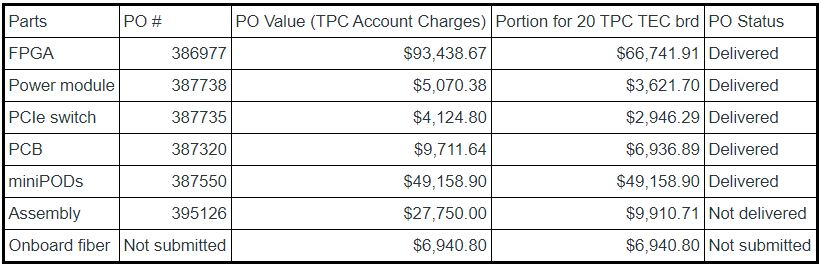 Parts PO # PO Value (TPC Account Charges) Portion for 20 TPC TEC brd PO Status
FPGA 386977 $93,438.67 $66,741.91 Delivered
Power module 387738 $5,070.38 $3,621.70 Delivered
PCIe switch 387735 $4,124.80 $2,946.29 Delivered
PCB 387320 $9,711.64 $6,936.89 Delivered
miniPODs 387550 $49,158.90 $49,158.90 Delivered
Assembly 395126 $27,750.00 $9,910.71 Not delivered
Onboard fiber Not submitted $6,940.80 $6,940.80 Not submitted